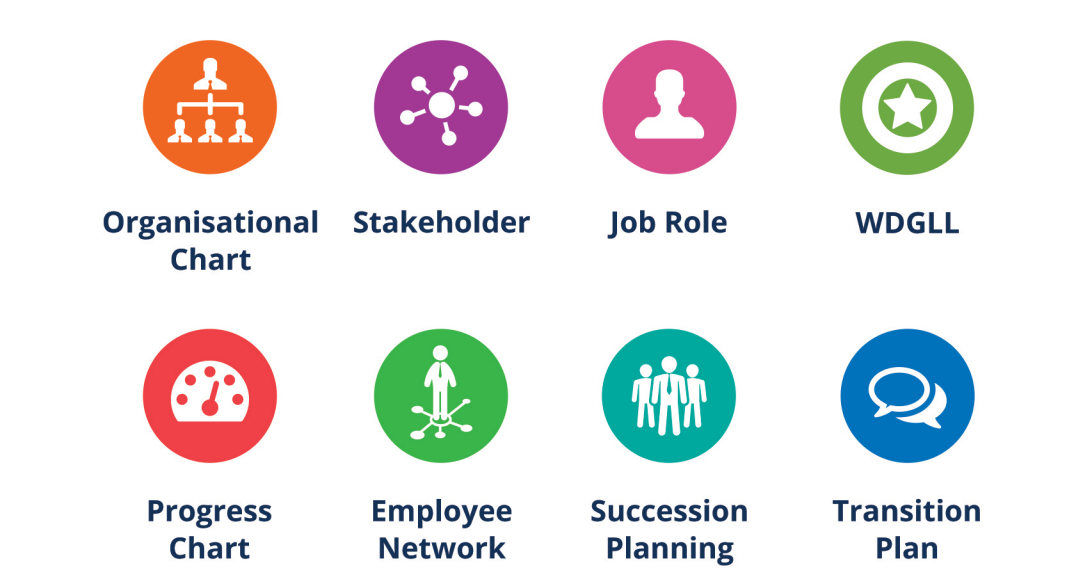 Organisational
Chart
Stakeholder
Job Role
WDGLL
Progress
Chart
Employee
Network
Succession
Planning
Transition
Plan